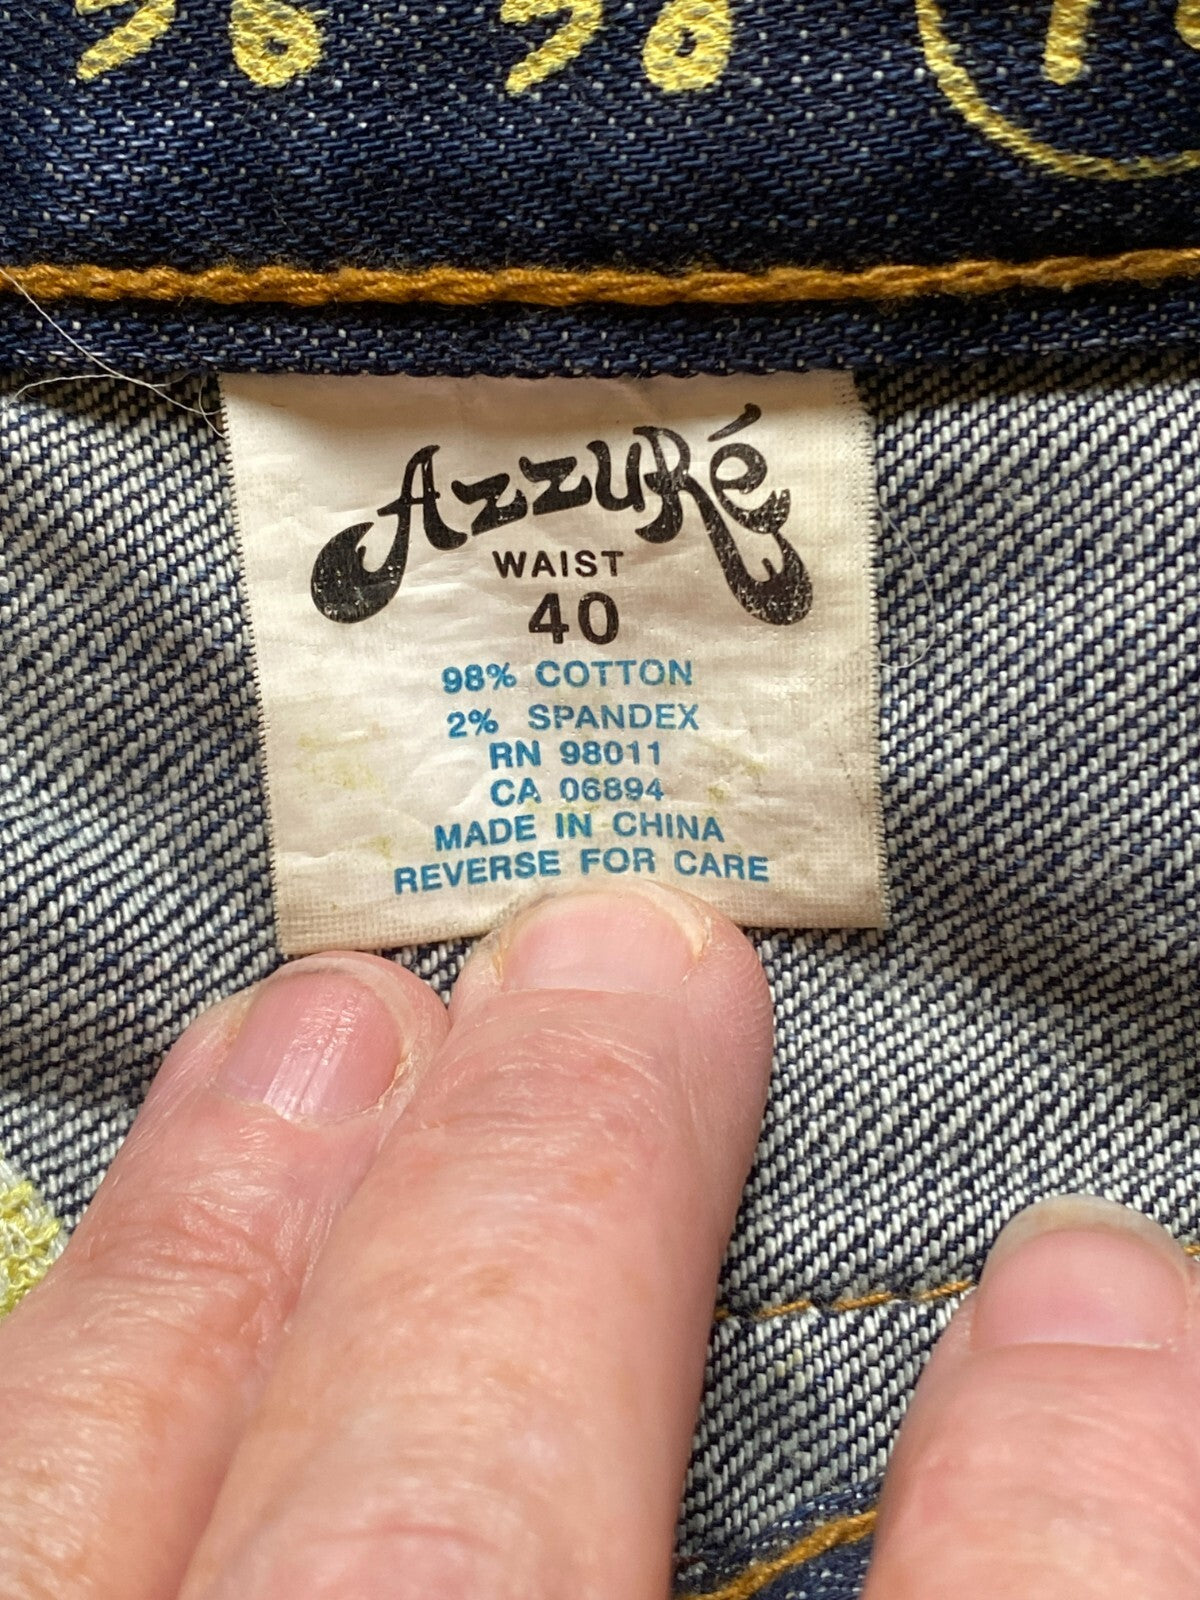 AzzuRé
WAIST
40
98% COTTON
2% SPANDEX
RN 98011
CA 06894
MADE IN CHINA
REVERSE FOR CARE